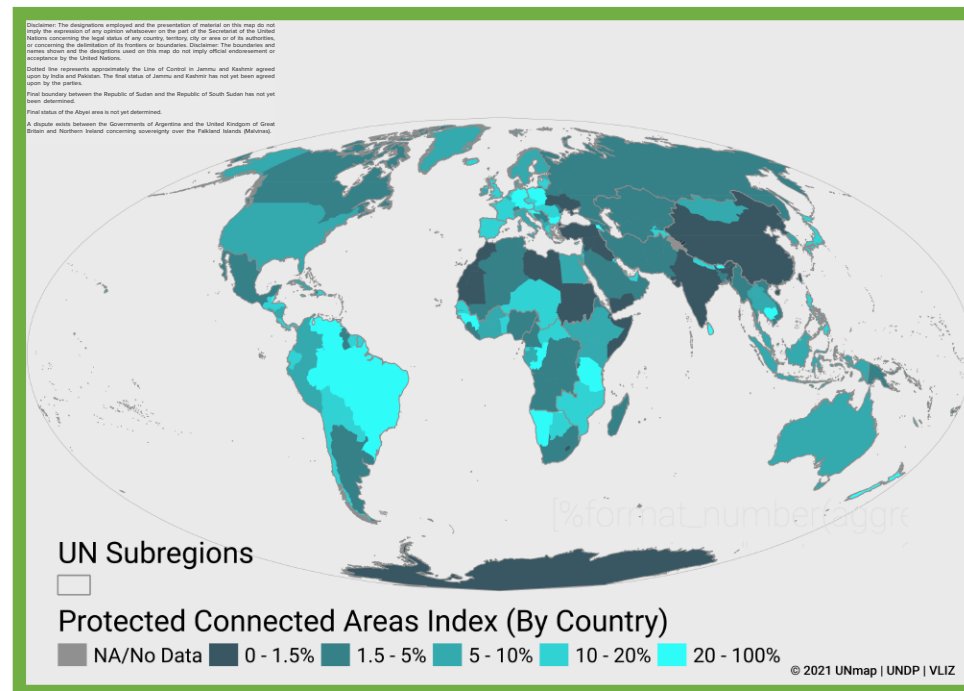 Disclaimer: The designations employed and the presentation of material on this map do not
imply the expression of any opinion whatsoever on the part of the Secretariat of the United
Nations concerning the legal status of any country, territory, city or area or of its authorities,
or concerning the delimitation of its frontiers or boundaries. Disclaimer: The boundaries and
names shown and the designtions used on this map do not imply official endoresement or
acceptance by the United Nations.
Dotted line represents approximately the Line of Control in Jammu and Kashmir agreed
upon by India and Pakistan. The final status of Jammu and Kashmir has not yet been agreed
upon by the parties.
Final boundary between the Republic of Sudan and the Republic of South Sudan has not yet
been determined.
Final status of the Abyei area is not yet determined.
A dispute exists between the Governments of Argentina and the United Kindgom of Great
Britain and Northern Ireland concerning sovereignty over the Falkland Islands (Malvinas).
[%format_number(aggre
UN Subregions
Protected Connected Areas Index (By Country)
NA/No Data 0 - 1.5% 1.5 - 5% 5 - 10% 10 - 20% 20 - 100%
© 2021 UNmap | UNDP | VLIZ